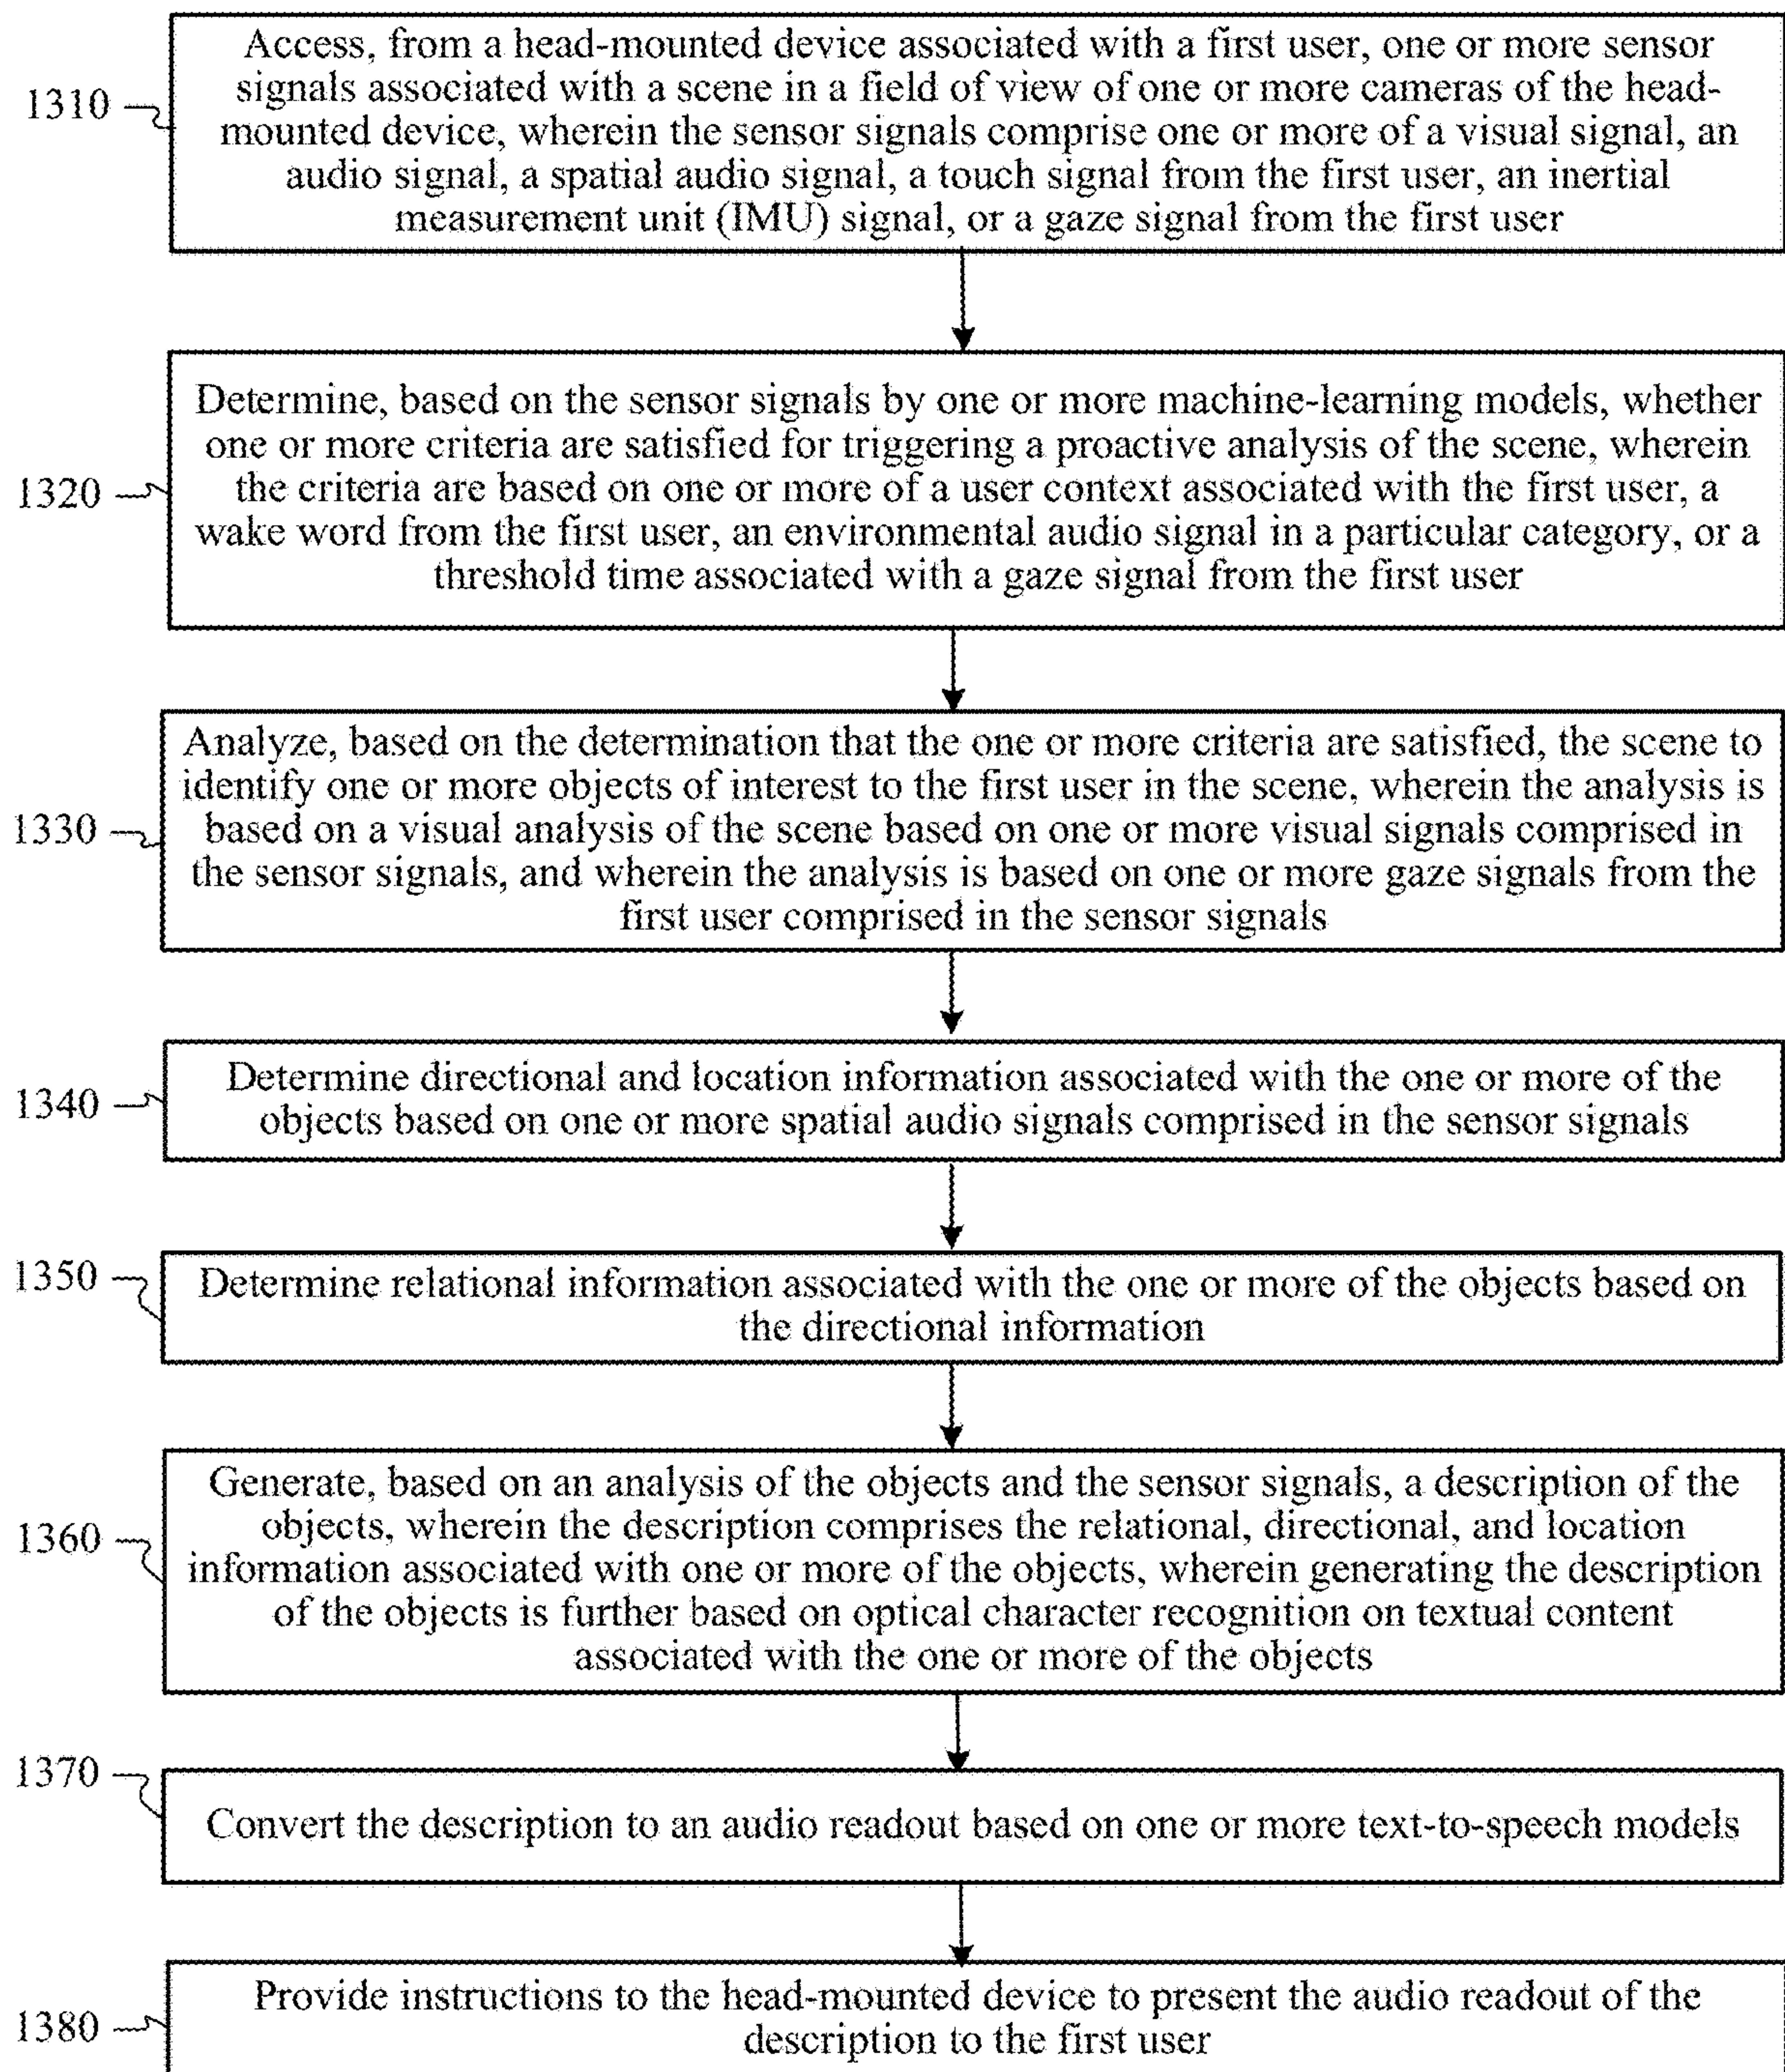 1310
Access, from a head-mounted device associated with a first user, one or more sensor
signals associated with a scene in a field of view of one or more cameras of the head-
mounted device, wherein the sensor signals comprise one or more of a visual signal, an
audio signal, a spatial audio signal, a touch signal from the first user, an inertial
measurement unit (IMU) signal, or a gaze signal from the first user
1320
Determine, based on the sensor signals by one or more machine-learning models, whether
one or more criteria are satisfied for triggering a proactive analysis of the scene, wherein
the criteria are based on one or more of a user context associated with the first user, a
wake word from the first user, an environmental audio signal in a particular category, or a
threshold time associated with a gaze signal from the first user
1330
Analyze, based on the determination that the one or more criteria are satisfied, the scene to
identify one or more objects of interest to the first user in the scene, wherein the analysis is
based on a visual analysis of the scene based on one or more visual signals comprised in
the sensor signals, and wherein the analysis is based on one or more gaze signals from the
first user comprised in the sensor signals
1340
Determine directional and location information associated with the one or more of the
objects based on one or more spatial audio signals comprised in the sensor signals
1350
Determine relational information associated with the one or more of the objects based on
the directional information
1360
Generate, based on an analysis of the objects and the sensor signals, a description of the
objects, wherein the description comprises the relational, directional, and location
information associated with one or more of the objects, wherein generating the description
of the objects is further based on optical character recognition on textual content
associated with the one or more of the objects
1370
Convert the description to an audio readout based on one or more text-to-speech models
1380
Provide instructions to the head-mounted device to present the audio readout of the
description to the first user